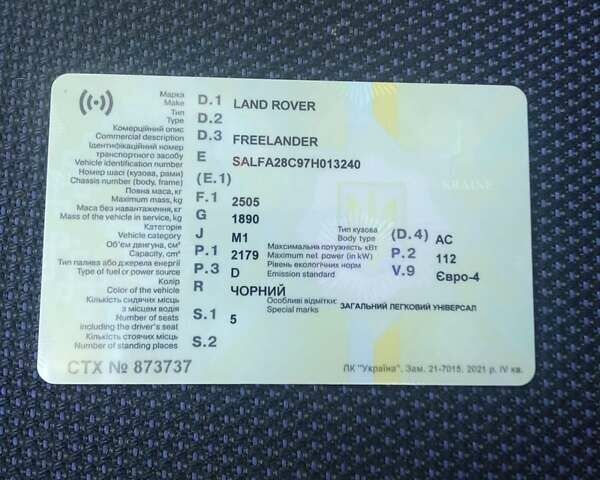 Марка
Make D.1 LAND ROVER
Тип
Type D.2
Комерційний опис
Commercial description D.3 FREELANDER
Ідентифікаційний номер
транспортного засобу E SALFA28C97H013240
Vehicle identification number
Номер шасі (кузова, рами)
Chassis number (body, frame) (E.1)
Повна маса, кг
Maximum mass, kg F.1 2505
Маса без навантаження, кг
Mass of the vehicle in service, kg G 1890
Категорія Тип кузова
Vehicle category J M1 Body type (D.4) AC
Об'єм двигуна, см³ Максимальна потужність кВт
Capacity, cm³ P.1 2179 Maximum net power (in kW) P.2 112
Тип палива або джерела енергії Рівень екологічних норм
Type of fuel or power source P.3 D Emission standard V.9 Євро-4
Колір
Color of the vehicle R ЧОРНИЙ
Кількість сидячих місць Особливі відмітки:
з місцем водія Special marks ЗАГАЛЬНИЙ ЛЕГКОВИЙ УНІВЕРСАЛ
Number of seats S.1 5
including the driver's seat
Кількість стоячих місць
Number of standing places S.2
СТХ № 873737
ПК "Україна". Зам. 21-7015. 2021 р. IV кв.
UKRAINE